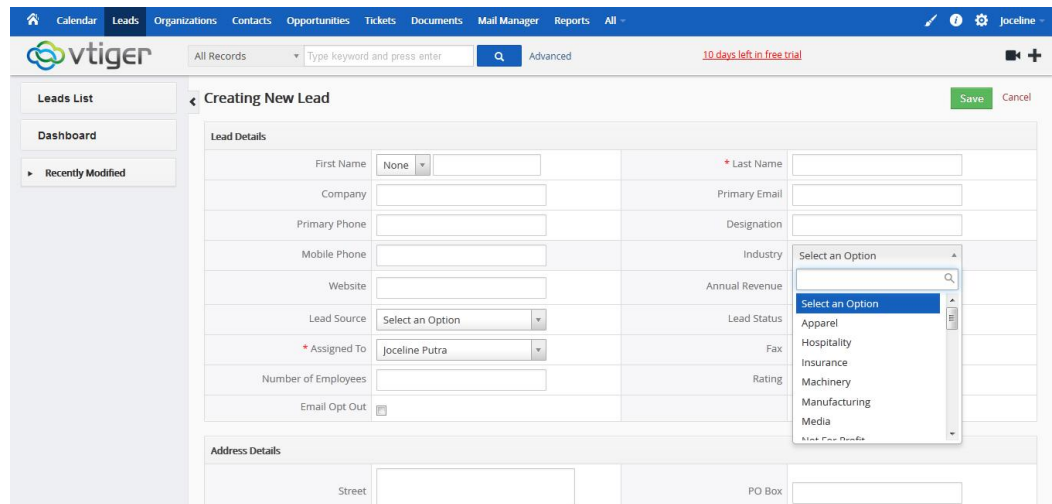 Calendar Leads Organizations Contacts Opportunities Tickets Documents Mail Manager Reports All Joceline
vtiger All Records Type keyword and press enter Advanced 10 days left in free trial
Leads List
Dashboard
Recently Modified
Creating New Lead Save Cancel
Lead Details
First Name None * Last Name
Company Primary Email
Primary Phone Designation
Mobile Phone Industry Select an Option
Website Annual Revenue
Lead Source Select an Option Lead Status
* Assigned To Joceline Putra Fax
Number of Employees Rating
Email Opt Out
Select an Option
Apparel
Hospitality
Insurance
Machinery
Manufacturing
Media
Not For Profit
Address Details
Street PO Box